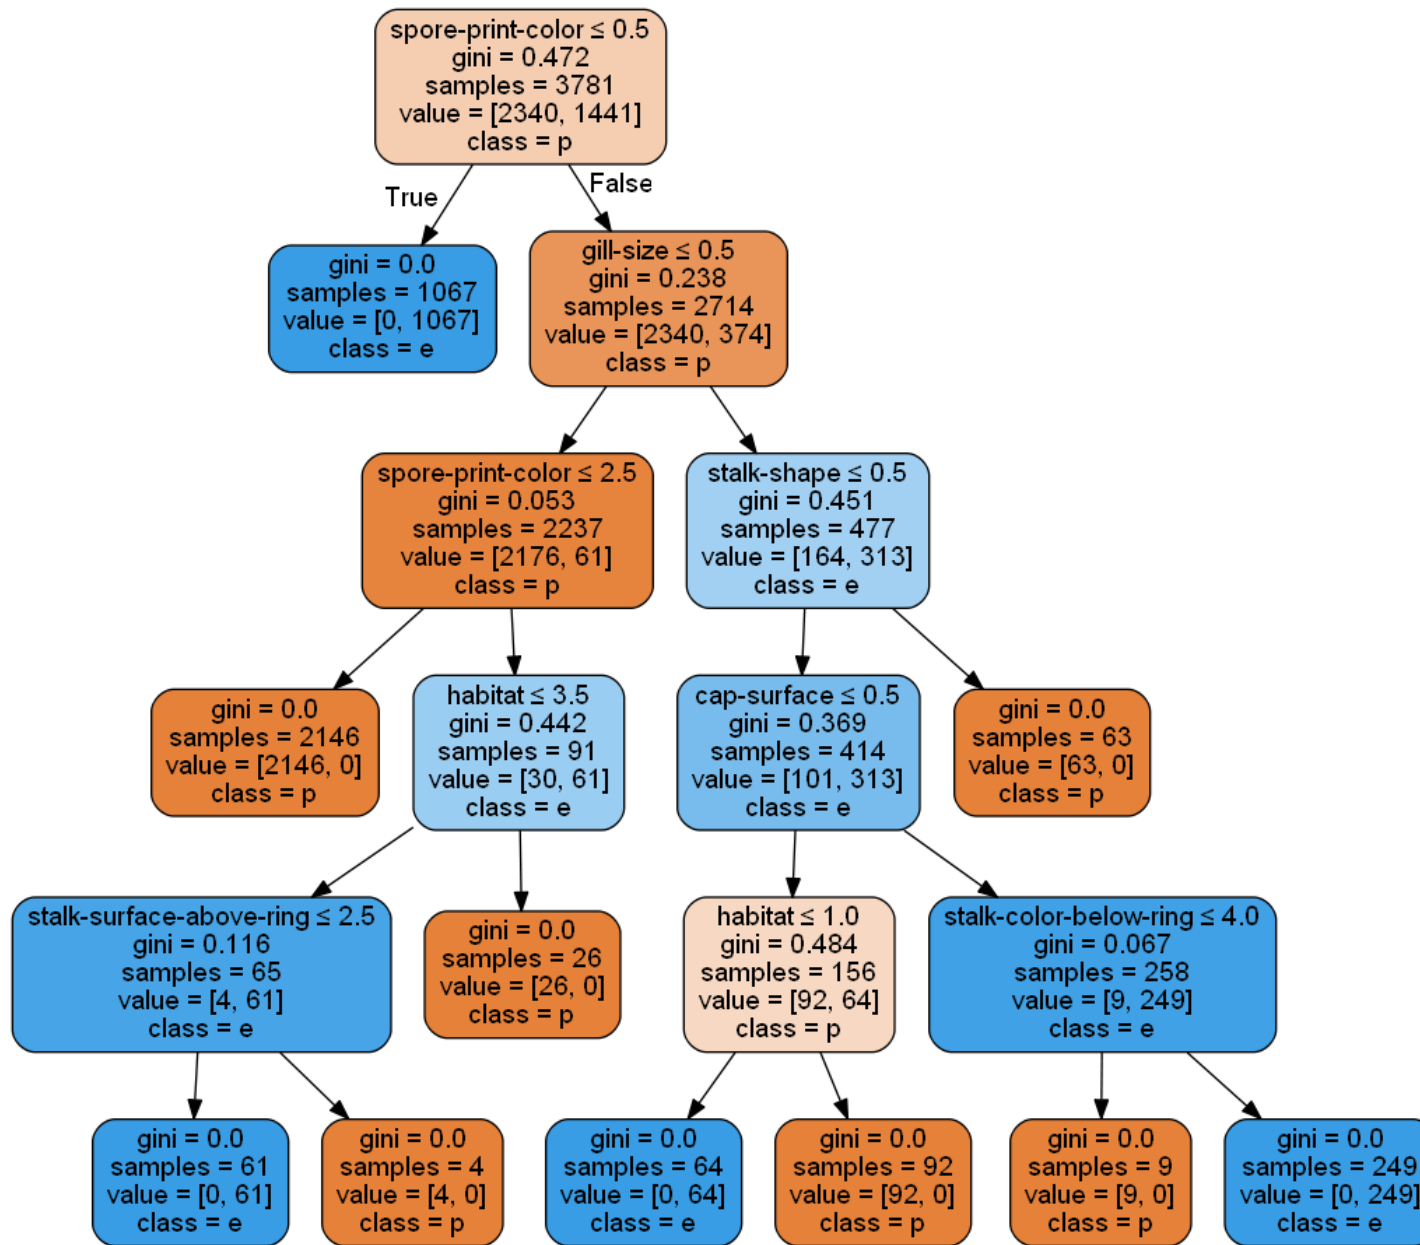 spore-print-color ≤ 0.5
gini = 0.472
samples = 3781
value = [2340, 1441]
class = p
True
False
gini = 0.0
samples = 1067
value = [0, 1067]
class = e
gill-size ≤ 0.5
gini = 0.238
samples = 2714
value = [2340, 374]
class = p
spore-print-color ≤ 2.5
gini = 0.053
samples = 2237
value = [2176, 61]
class = p
stalk-shape ≤ 0.5
gini = 0.451
samples = 477
value = [164, 313]
class = e
gini = 0.0
samples = 2146
value = [2146, 0]
class = p
habitat ≤ 3.5
gini = 0.442
samples = 91
value = [30, 61]
class = e
cap-surface ≤ 0.5
gini = 0.369
samples = 414
value = [101, 313]
class = e
gini = 0.0
samples = 63
value = [63, 0]
class = p
stalk-surface-above-ring ≤ 2.5
gini = 0.116
samples = 65
value = [4, 61]
class = e
gini = 0.0
samples = 26
value = [26, 0]
class = p
habitat ≤ 1.0
gini = 0.484
samples = 156
value = [92, 64]
class = p
stalk-color-below-ring ≤ 4.0
gini = 0.067
samples = 258
value = [9, 249]
class = e
gini = 0.0
samples = 61
value = [0, 61]
class = e
gini = 0.0
samples = 4
value = [4, 0]
class = p
gini = 0.0
samples = 64
value = [0, 64]
class = e
gini = 0.0
samples = 92
value = [92, 0]
class = p
gini = 0.0
samples = 9
value = [9, 0]
class = p
gini = 0.0
samples = 249
value = [0, 249]
class = e